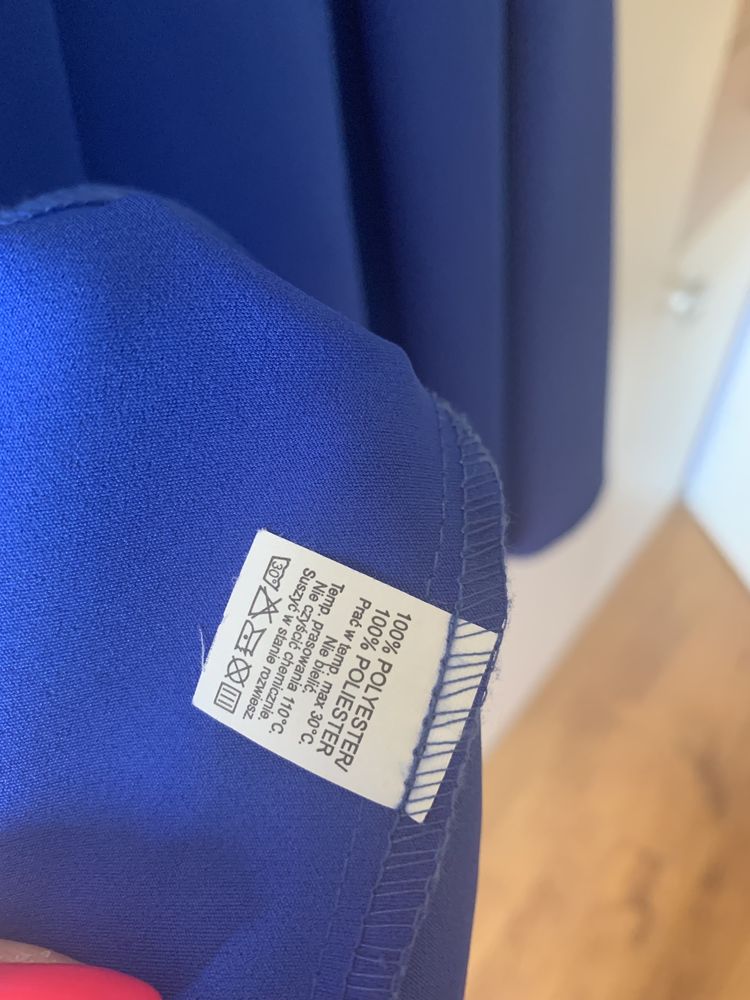 100% POLYESTER/
100% POLIESTER
Prać w temp. max 30°C.
Nie bielić.
Temp. prasowania 110°C.
Nie czyścić chemicznie.
Suszyć w stanie rozwiesz.
30°